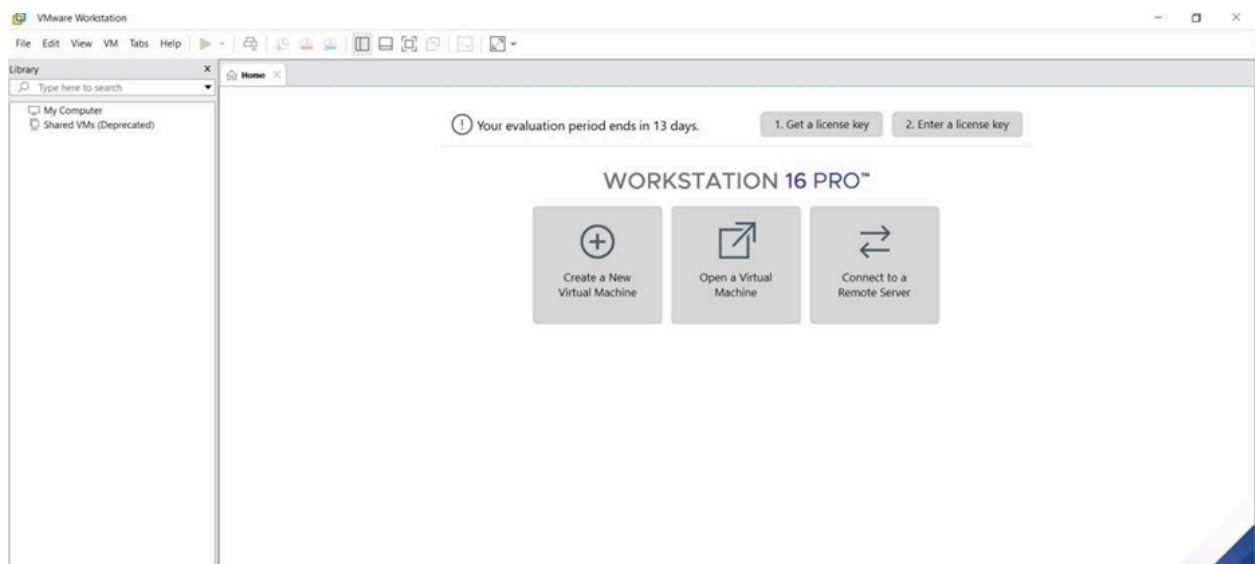 VMware Workstation
File Edit View VM Tabs Help
Library X
Home
Type here to search
My Computer
Shared VMs (Deprecated)
! Your evaluation period ends in 13 days.
1. Get a license key
2. Enter a license key
WORKSTATION 16 PRO™
Create a New
Virtual Machine
Open a Virtual
Machine
Connect to a
Remote Server